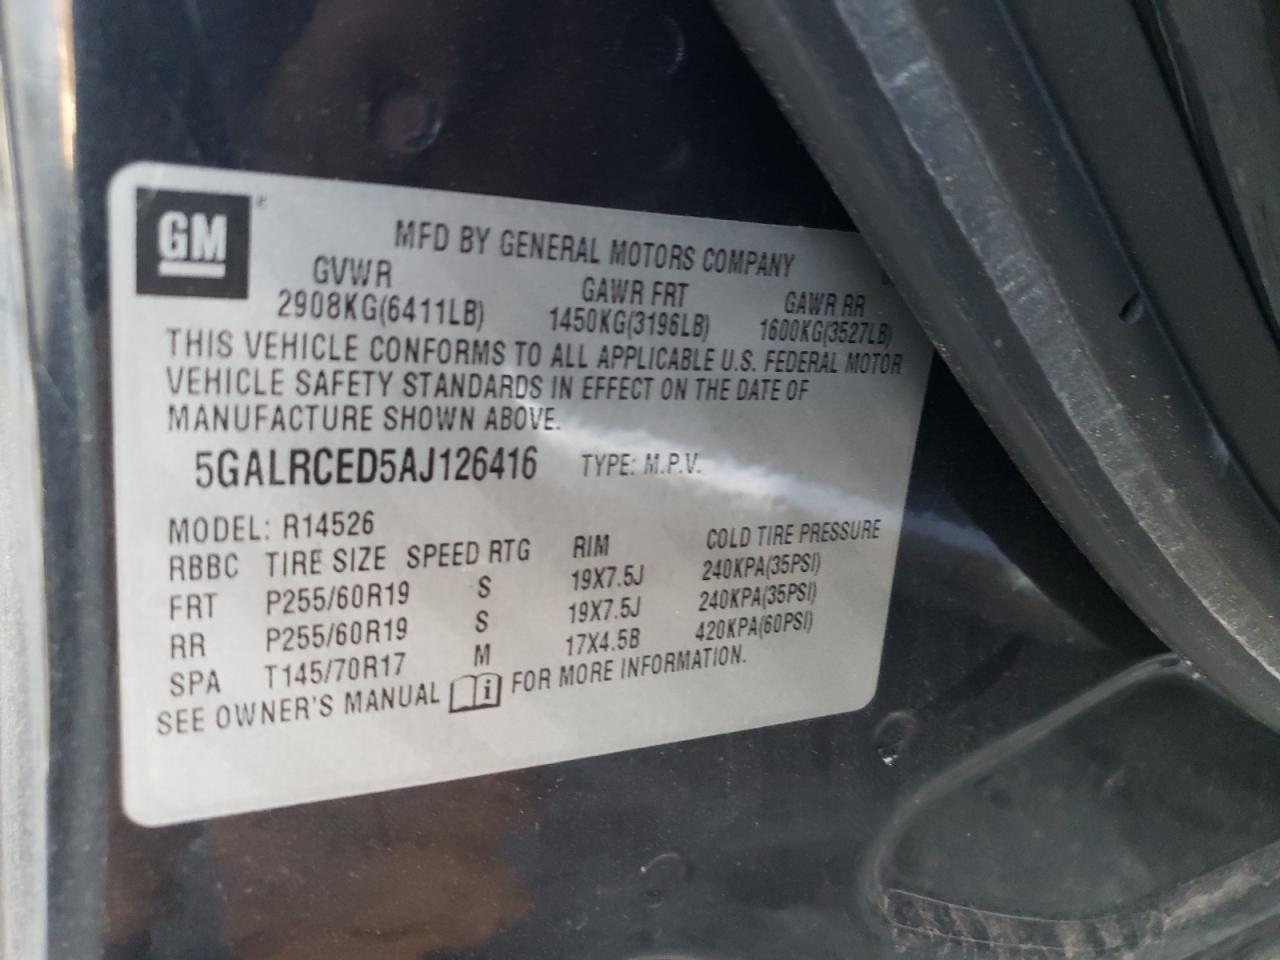 GM ®
MFD BY GENERAL MOTORS COMPANY
GVWR GAWR FRT GAWR RR
2908KG(6411LB) 1450KG(3196LB) 1600KG(3527LB)
THIS VEHICLE CONFORMS TO ALL APPLICABLE U.S. FEDERAL MOTOR
VEHICLE SAFETY STANDARDS IN EFFECT ON THE DATE OF
MANUFACTURE SHOWN ABOVE.
5GALRCED5AJ126416 TYPE: M.P.V.
MODEL: R14526
RBBC TIRE SIZE SPEED RTG RIM COLD TIRE PRESSURE
FRT P255/60R19 S 19X7.5J 240KPA(35PSI)
RR P255/60R19 S 19X7.5J 240KPA(35PSI)
SPA T145/70R17 M 17X4.5B 420KPA(60PSI)
SEE OWNER'S MANUAL FOR MORE INFORMATION.